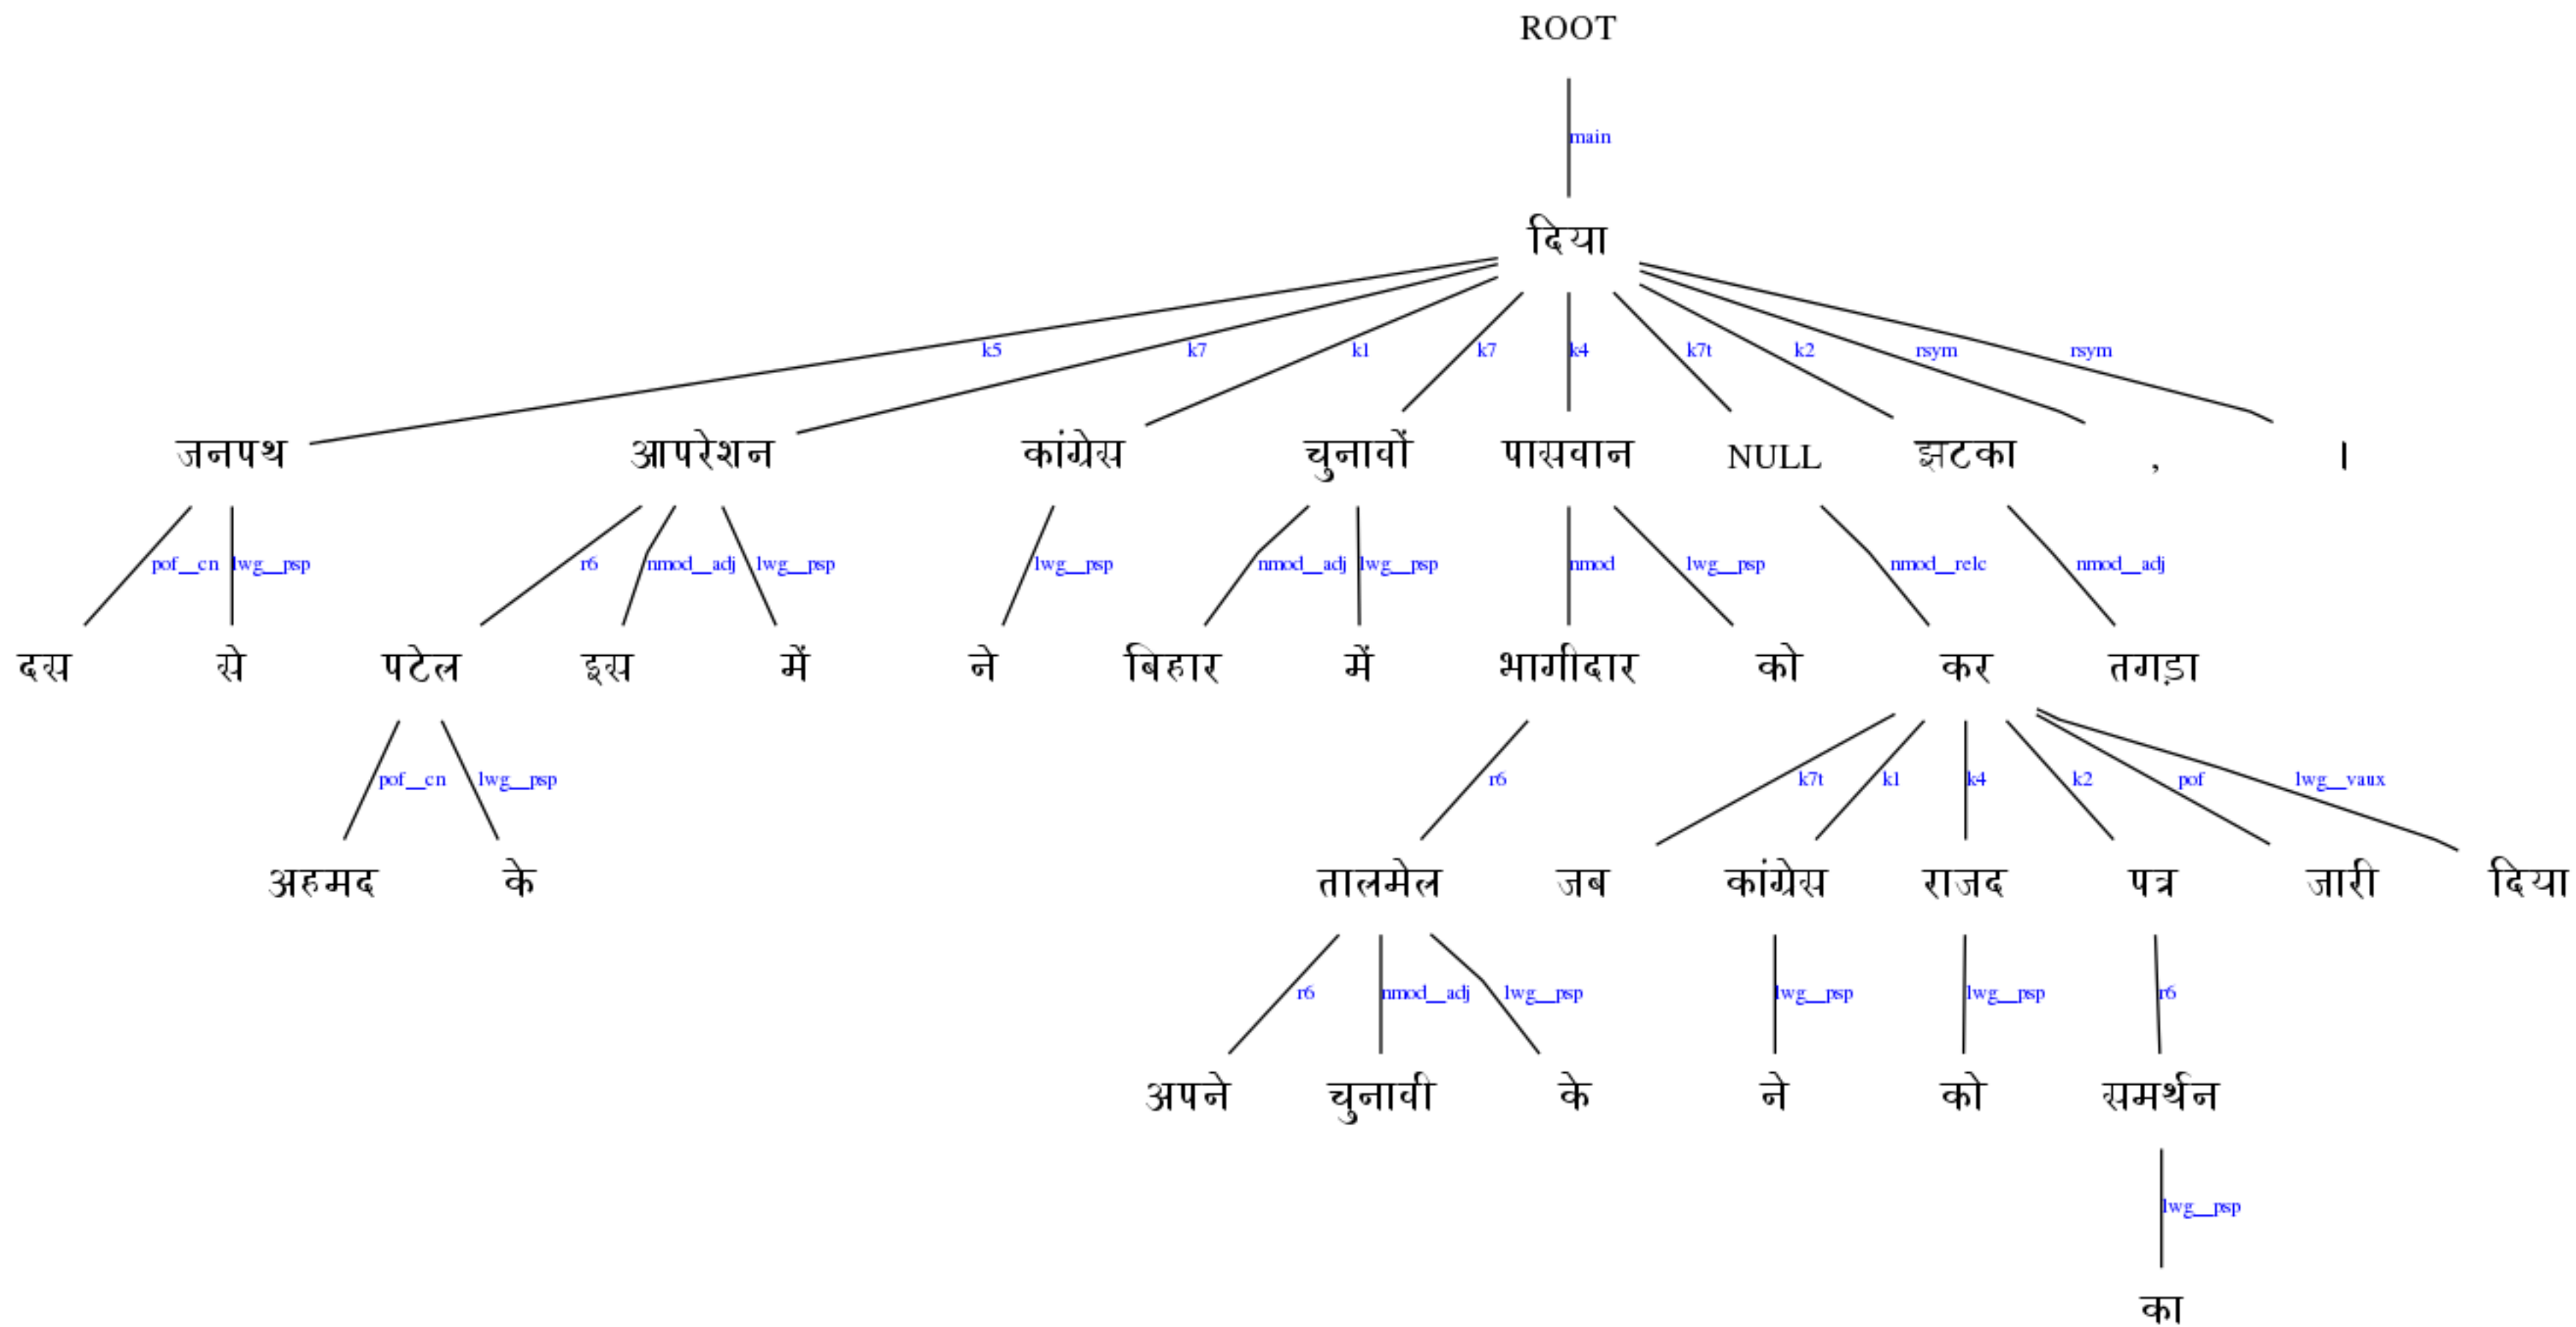 ROOT
main
दिया
k5 k7 k1 k7 k4 k7t k2 rsym rsym
जनपथ आपरेशन कांग्रेस चुनावों पासवान NULL झटका , ।
pof__cn lwg__psp r6 nmod__adj lwg__psp lwg__psp nmod__adj lwg__psp nmod lwg__psp nmod__relc nmod__adj
दस से पटेल इस में ने बिहार में भागीदार को कर तगड़ा
pof__cn lwg__psp r6 k7t k1 k4 k2 pof lwg__vaux
अहमद के तालमेल जब कांग्रेस राजद पत्र जारी दिया
r6 nmod__adj lwg__psp lwg__psp lwg__psp r6
अपने चुनावी के ने को समर्थन
lwg__psp
का